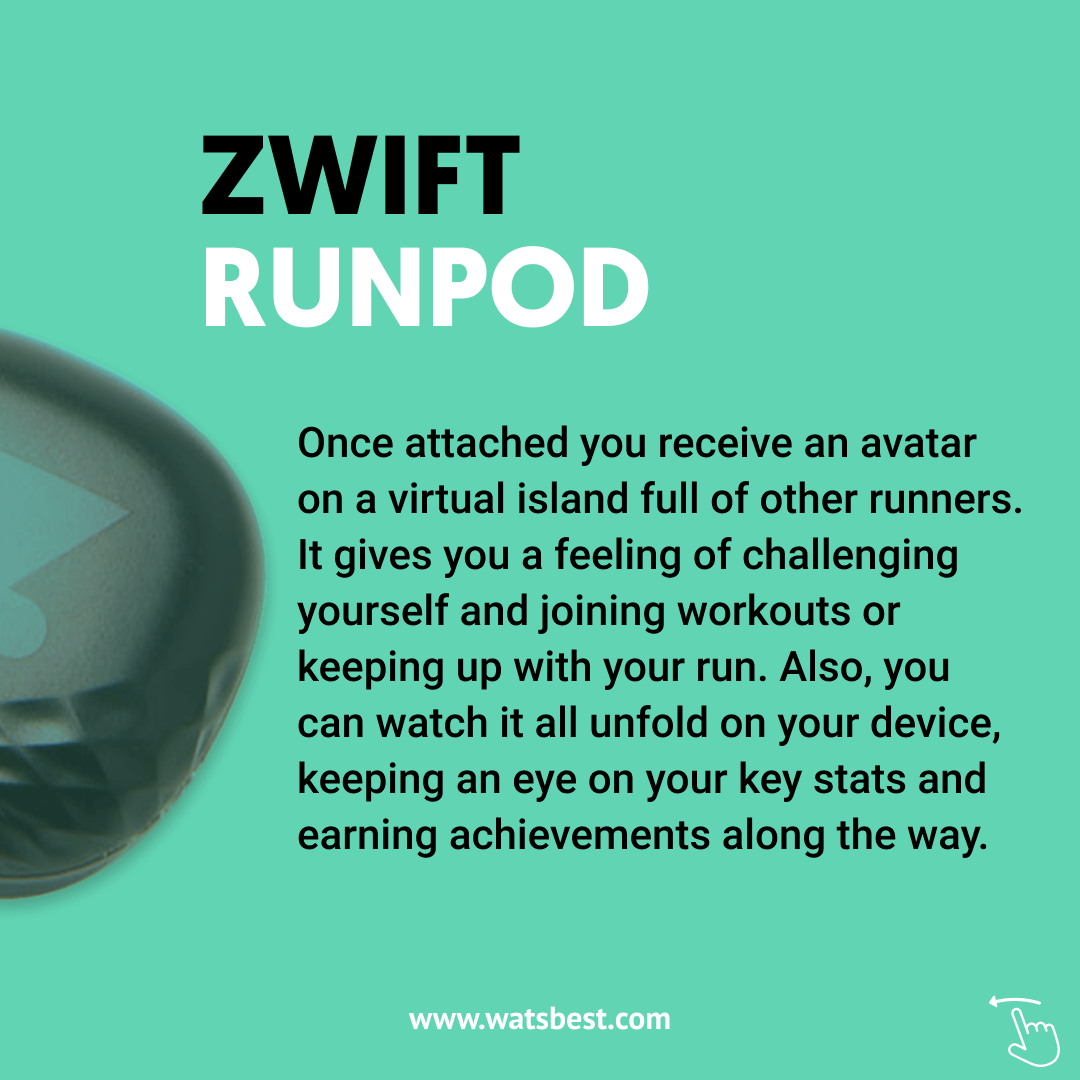 ZWIFT
RUNPOD
Once attached you receive an avatar
on a virtual island full of other runners.
It gives you a feeling of challenging
yourself and joining workouts or
keeping up with your run. Also, you
can watch it all unfold on your device,
keeping an eye on your key stats and
earning achievements along the way.
www.watsbest.com